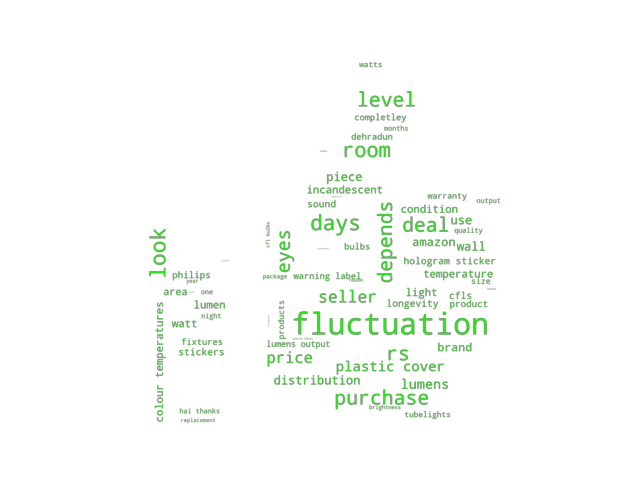 watts
level
completley
months
dehradun
room
piece
incandescent
sound
warranty
output
condition
days
depends
deal
use
quality
cfl bulbs
eyes
bulbs
amazon
wall
look
hologram sticker
philips
year
package
warning label
temperature
size
area
one
seller
light
cfls
lumen
products
longevity
product
night
watt
fluctuation
fixtures
stickers
lumens output
price
rs
brand
plastic cover
colour temperatures
distribution
lumens
purchase
brightness
hai thanks
tubelights
replacement